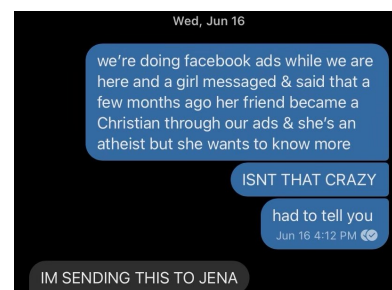 Wed, Jun 16
we're doing facebook ads while we are
here and a girl messaged & said that a
few months ago her friend became a
Christian through our ads & she's an
atheist but she wants to know more
ISNT THAT CRAZY
had to tell you
Jun 16 4:12 PM
IM SENDING THIS TO JENA